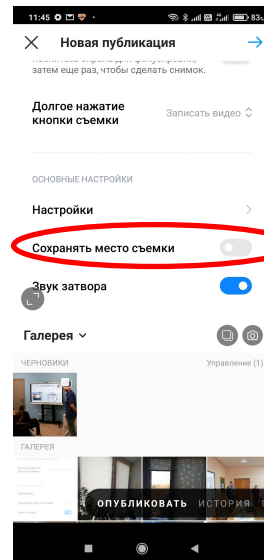 11:45
83%
Новая публикация
затем еще раз, чтобы сделать снимок.
Долгое нажатие
кнопки съемки
Записать видео
ОСНОВНЫЕ НАСТРОЙКИ
Настройки
Сохранять место съемки
Звук затвора
Галерея
ЧЕРНОВИКИ
Управление (1)
ГАЛЕРЕЯ
ПУБЛИКОВАТЬ
ИСТОРИЯ